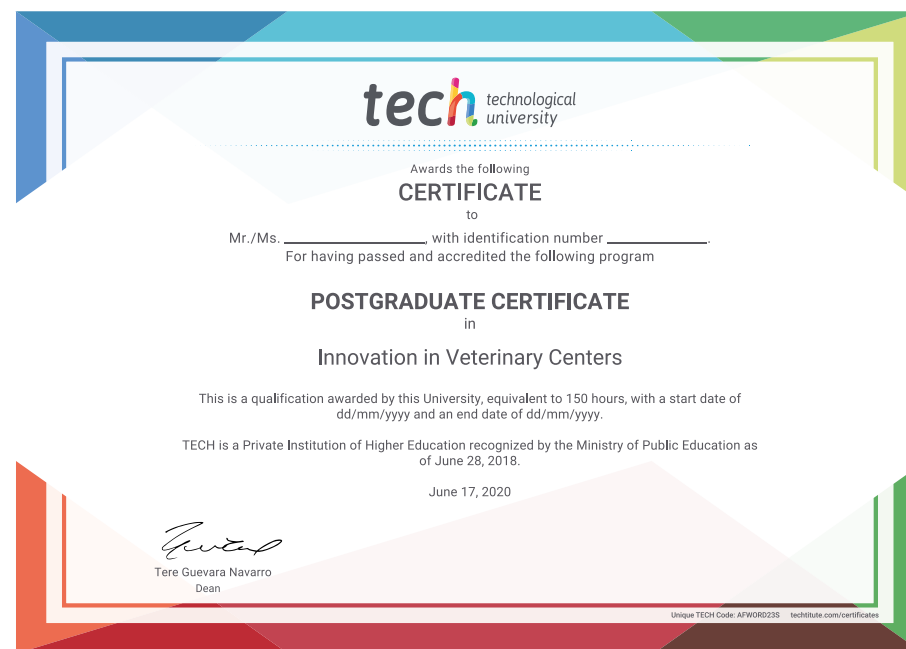 tech technological
university
Awards the following
CERTIFICATE
to
Mr./Ms. ____________________, with identification number ______________.
For having passed and accredited the following program
POSTGRADUATE CERTIFICATE
in
Innovation in Veterinary Centers
This is a qualification awarded by this University, equivalent to 150 hours, with a start date of
dd/mm/yyyy and an end date of dd/mm/yyyy.
TECH is a Private Institution of Higher Education recognized by the Ministry of Public Education as
of June 28, 2018.
June 17, 2020
Tere Guevara Navarro
Dean
Unique TECH Code: AFWORD23S techtitute.com/certificates